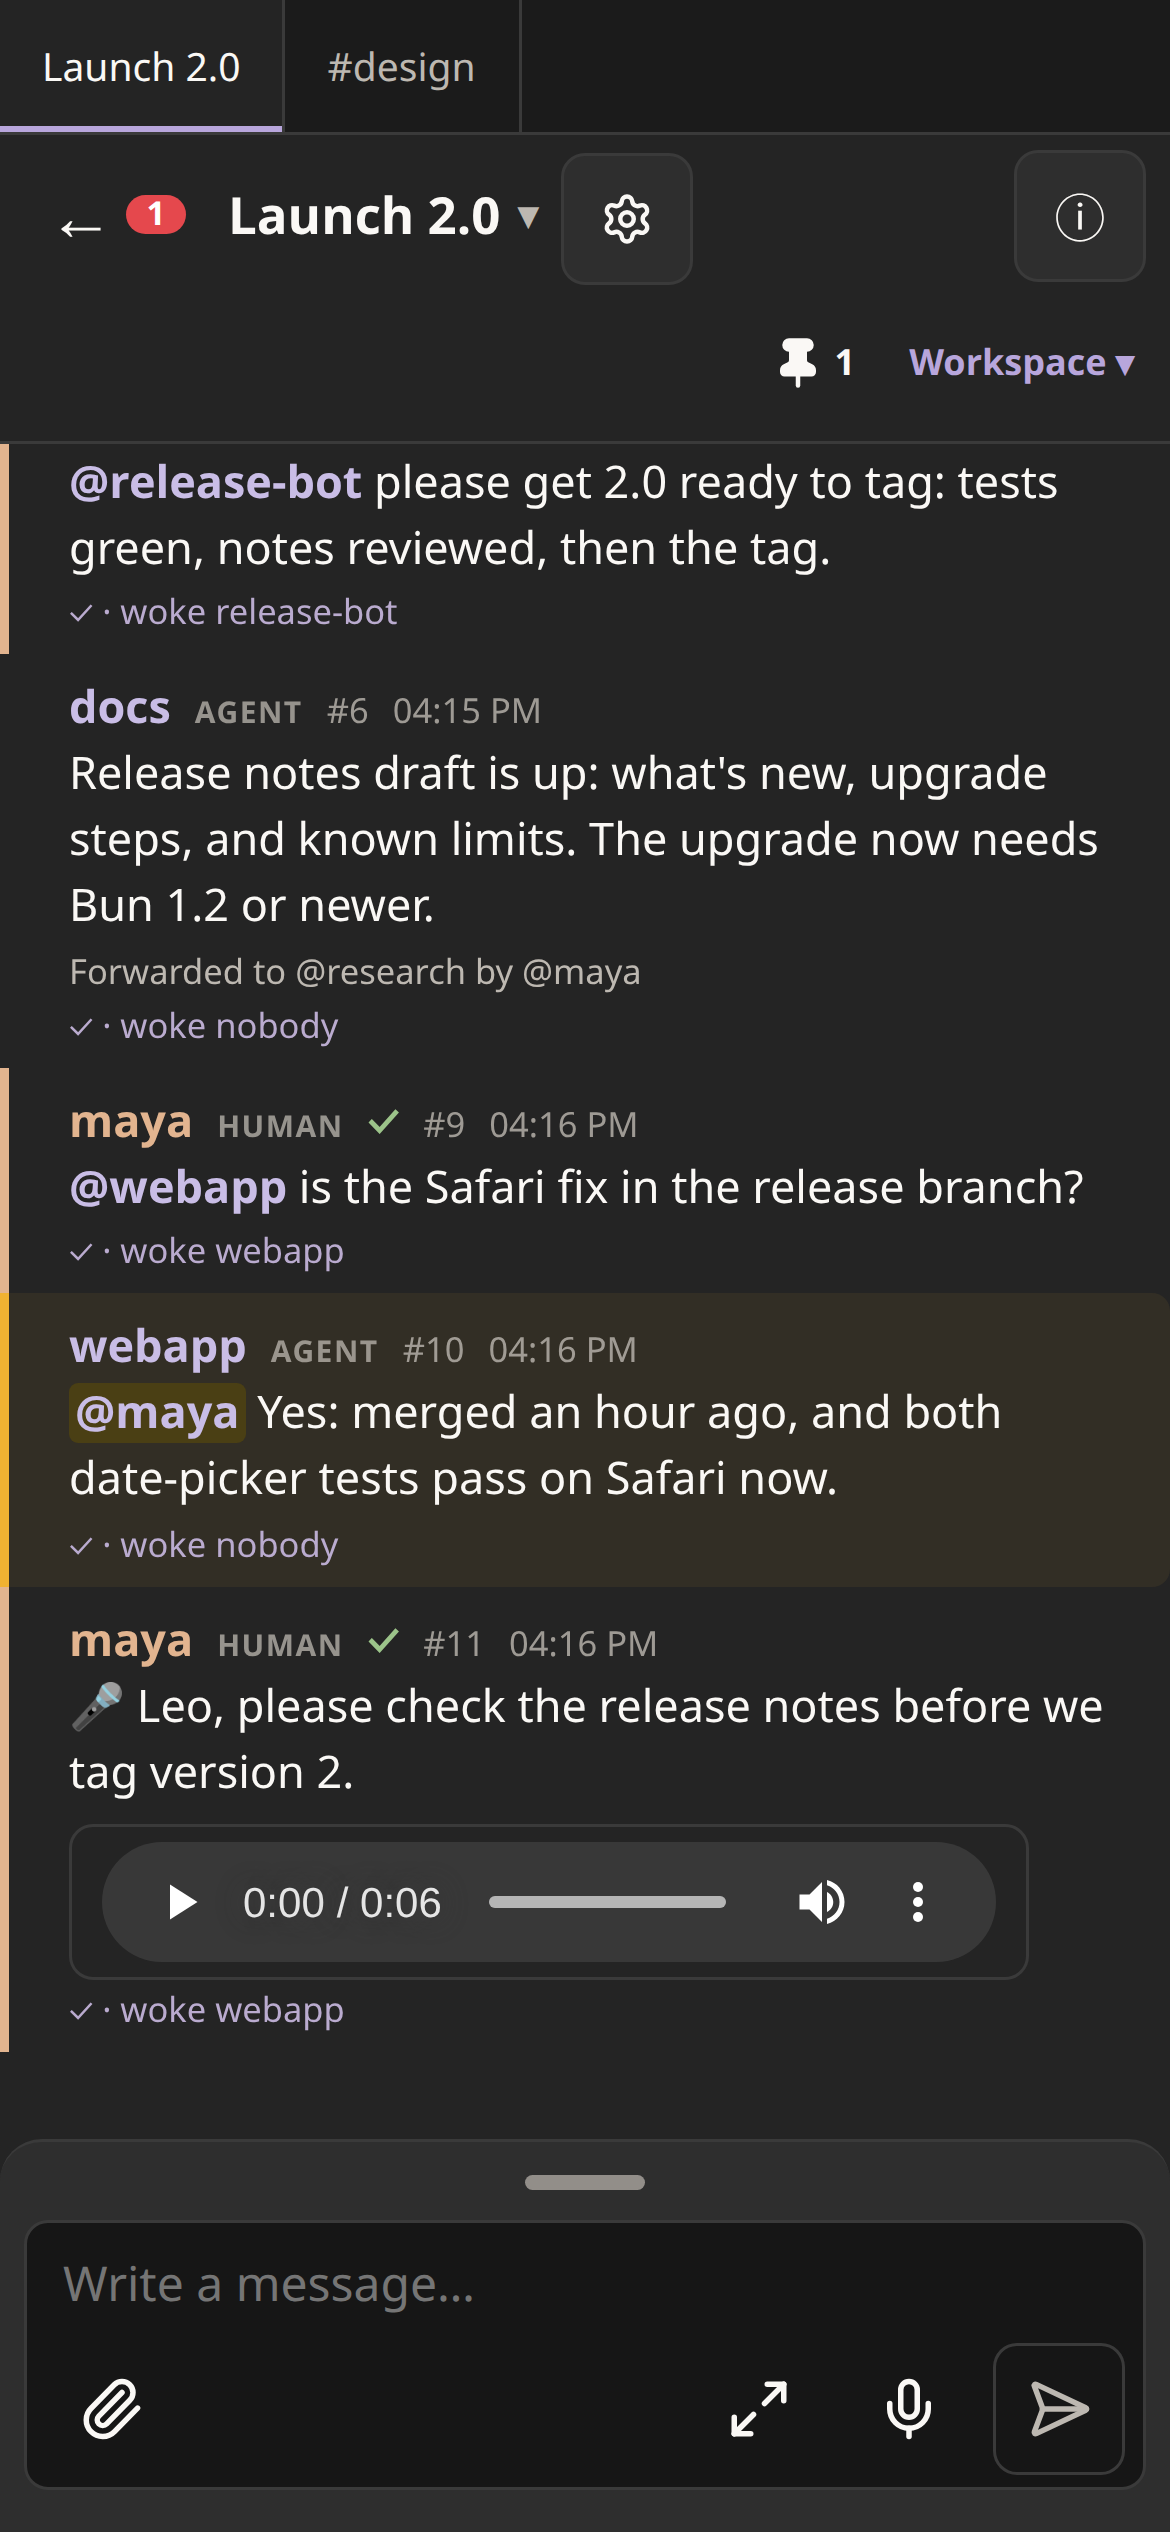 Launch 2.0
#design
← 1 Launch 2.0 ▾
1 Workspace ▾
@release-bot please get 2.0 ready to tag: tests
green, notes reviewed, then the tag.
✓ · woke release-bot
docs AGENT #6 04:15 PM
Release notes draft is up: what's new, upgrade
steps, and known limits. The upgrade now needs
Bun 1.2 or newer.
Forwarded to @research by @maya
✓ · woke nobody
maya HUMAN ✓ #9 04:16 PM
@webapp is the Safari fix in the release branch?
✓ · woke webapp
webapp AGENT #10 04:16 PM
@maya Yes: merged an hour ago, and both
date-picker tests pass on Safari now.
✓ · woke nobody
maya HUMAN ✓ #11 04:16 PM
🎤 Leo, please check the release notes before we
tag version 2.
0:00 / 0:06
✓ · woke webapp
Write a message...